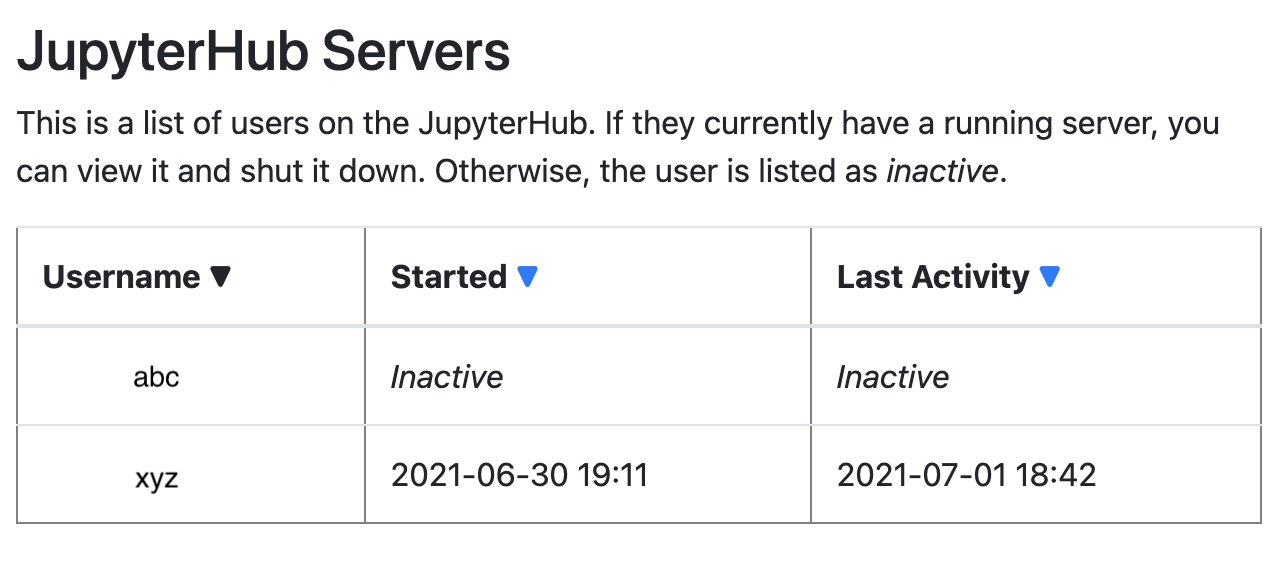 JupyterHub Servers
This is a list of users on the JupyterHub. If they currently have a running server, you
can view it and shut it down. Otherwise, the user is listed as inactive.
Username ▼ Started ▼ Last Activity ▼
abc Inactive Inactive
xyz 2021-06-30 19:11 2021-07-01 18:42